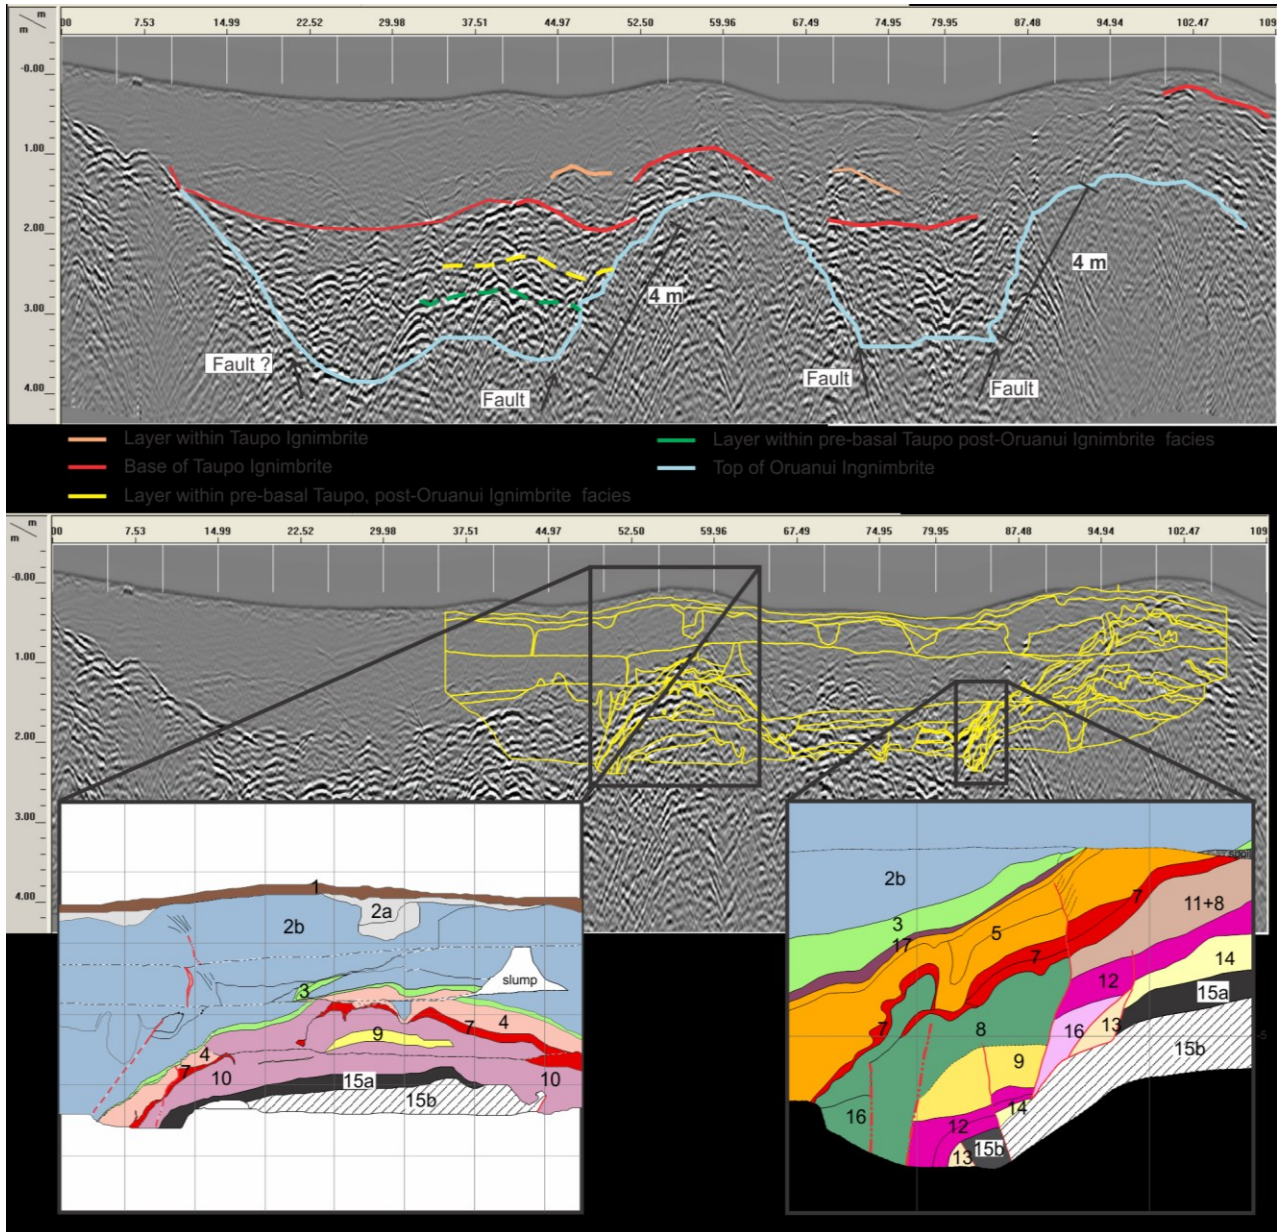 m
m
00 7.53 14.99 22.52 29.98 37.51 44.97 52.50 59.96 67.49 74.95 79.95 87.48 94.94 102.47 109
-0.00
1.00
2.00
3.00
4.00
4 m
4 m
Fault ?
Fault
Fault
Fault
Layer within Taupo Ignimbrite
Base of Taupo Ignimbrite
Layer within pre-basal Taupo, post-Oruanui Ignimbrite facies
Layer within pre-basal Taupo post-Oruanui Ignimbrite facies
Top of Oruanui Ingnimbrite
m
m
00 7.53 14.99 22.52 29.98 37.51 44.97 52.50 59.96 67.49 74.95 79.95 87.48 94.94 102.47 109
-0.00
1.00
2.00
3.00
4.00
1
2a
2b
slump
3
4
7
9
4
7
10
15a
15b
10
2b
3
17
5
7
7
11+8
12
14
15a
7
8
16
13
9
15b
16
14
12
13
15b